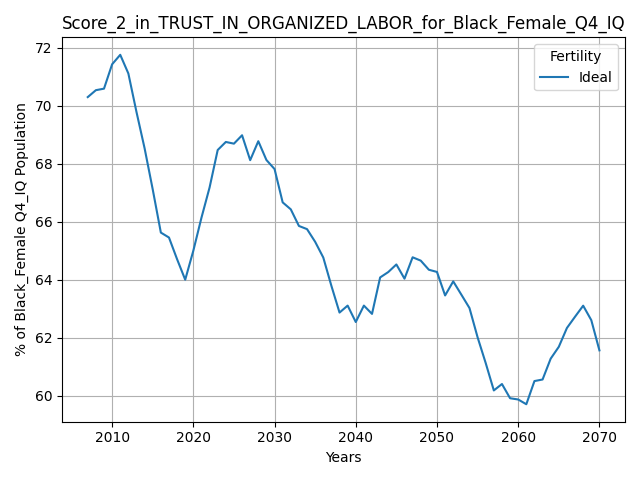 Score_2_in_TRUST_IN_ORGANIZED_LABOR_for_Black_Female_Q4_IQ
Fertility
Ideal
% of Black_Female Q4_IQ Population
72
70
68
66
64
62
60
2010 2020 2030 2040 2050 2060 2070
Years